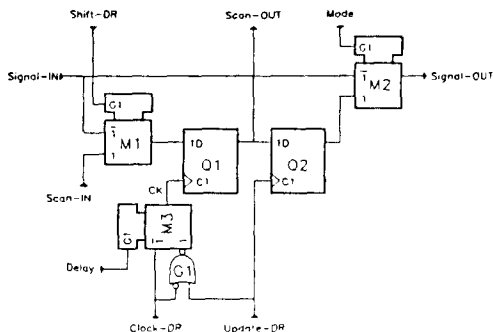 Shift-DR
Scan-OUT
Mode
G1
Signal-IN
Signal-OUT
1
1
M2
G1
1
1
M1
1D
Q1
C1
1D
Q2
C1
Scan-IN
CK
G1
M3
1
1
Delay
G1
Clock-DR
Update-DR